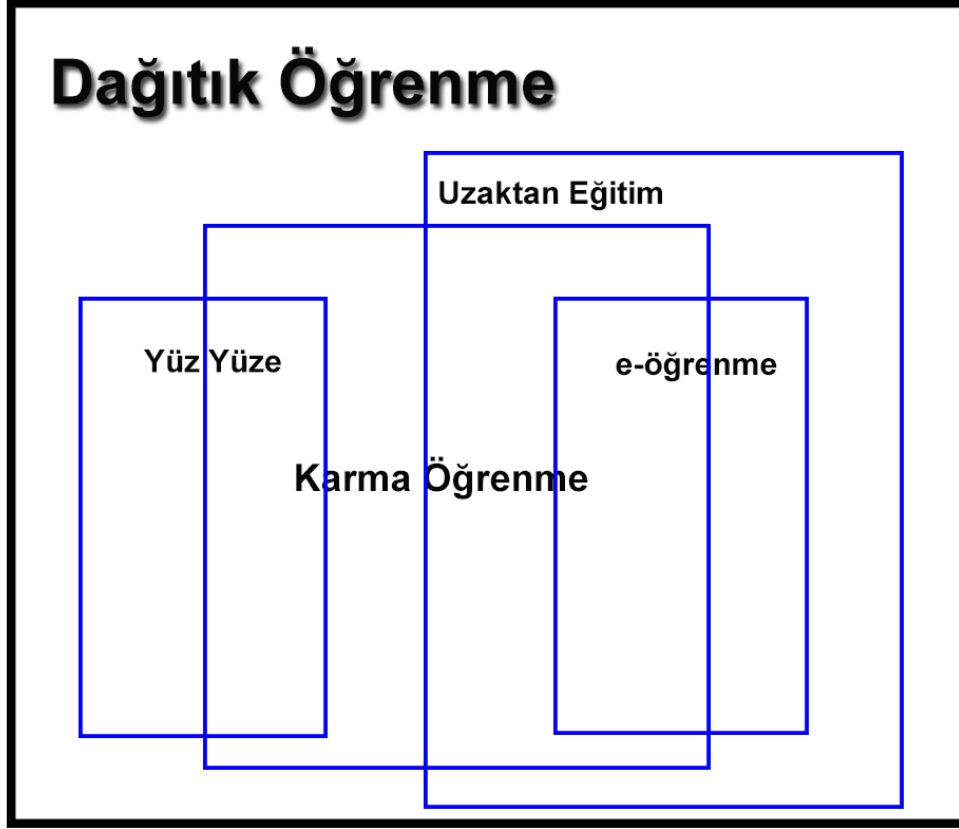 Dağıtık Öğrenme
Uzaktan Eğitim
Yüz Yüze
e-öğrenme
Karma Öğrenme